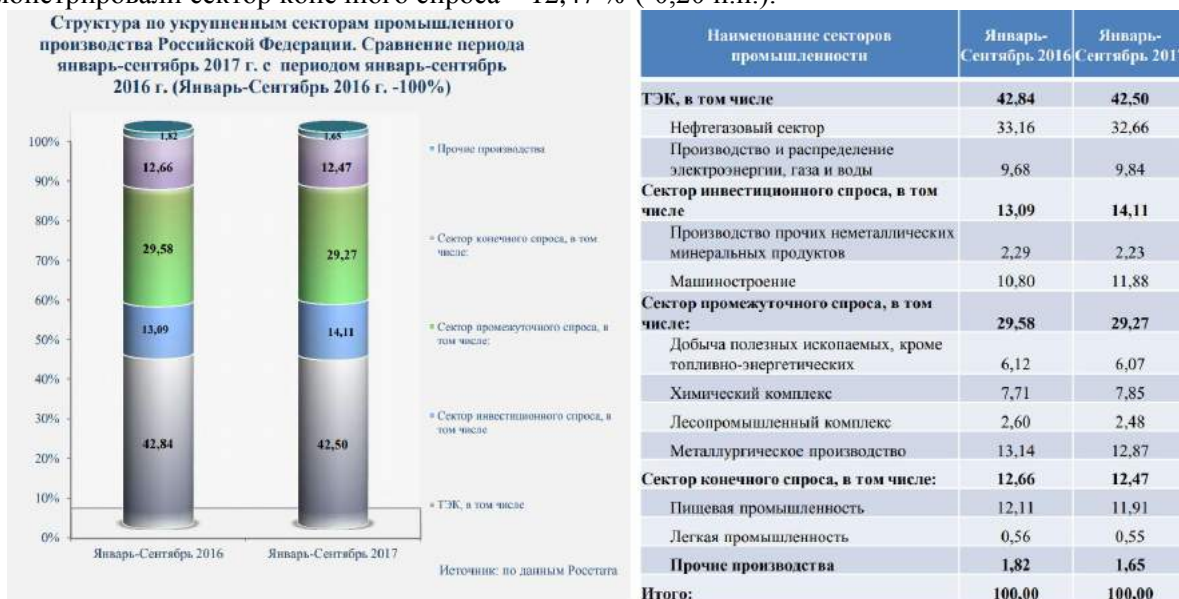 сектор конечного спроса – 12,47 % (-0,20 п.п.).
Структура по укрупненным секторам промышленного
производства Российской Федерации. Сравнение периода
январь-сентябрь 2017 г. с периодом январь-сентябрь
2016 г. (Январь-Сентябрь 2016 г. -100%)
100%
90%
80%
70%
60%
50%
40%
30%
20%
10%
0%
1,82
12,66
29,58
13,09
42,84
1,65
12,47
29,27
14,11
42,50
Январь-Сентябрь 2016
Январь-Сентябрь 2017
Прочие производства
Сектор конечного спроса, в том
числе:
Сектор промежуточного спроса, в
том числе:
Сектор инвестиционного спроса, в
том числе
ТЭК, в том числе
Источник: по данным Росстата
Наименование секторов
промышленности
Январь-
Сентябрь 2016
Январь-
Сентябрь 201
ТЭК, в том числе 42,84 42,50
Нефтегазовый сектор 33,16 32,66
Производство и распределение
электроэнергии, газа и воды 9,68 9,84
Сектор инвестиционного спроса, в том
числе 13,09 14,11
Производство прочих неметаллических
минеральных продуктов 2,29 2,23
Машиностроение 10,80 11,88
Сектор промежуточного спроса, в том
числе: 29,58 29,27
Добыча полезных ископаемых, кроме
топливно-энергетических 6,12 6,07
Химический комплекс 7,71 7,85
Лесопромышленный комплекс 2,60 2,48
Металлургическое производство 13,14 12,87
Сектор конечного спроса, в том числе: 12,66 12,47
Пищевая промышленность 12,11 11,91
Легкая промышленность 0,56 0,55
Прочие производства 1,82 1,65
Итого: 100,00 100,00